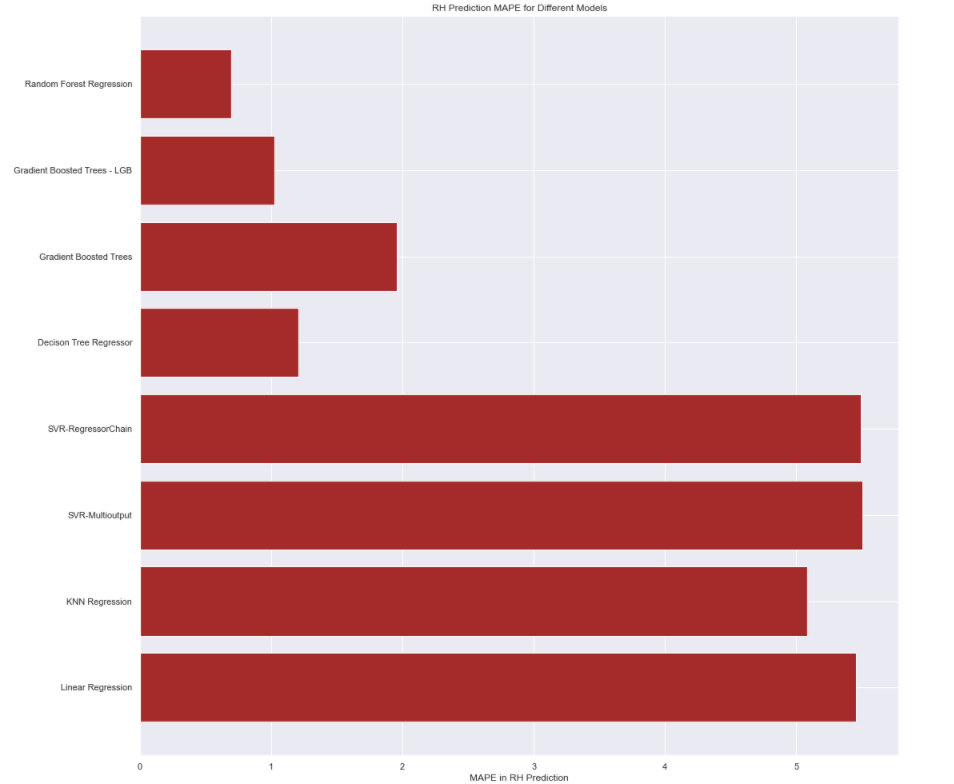 RH Prediction MAPE for Different Models
Random Forest Regression
Gradient Boosted Trees - LGB
Gradient Boosted Trees
Decison Tree Regressor
SVR-RegressorChain
SVR-Multioutput
KNN Regression
Linear Regression
0 1 2 3 4 5
MAPE in RH Prediction